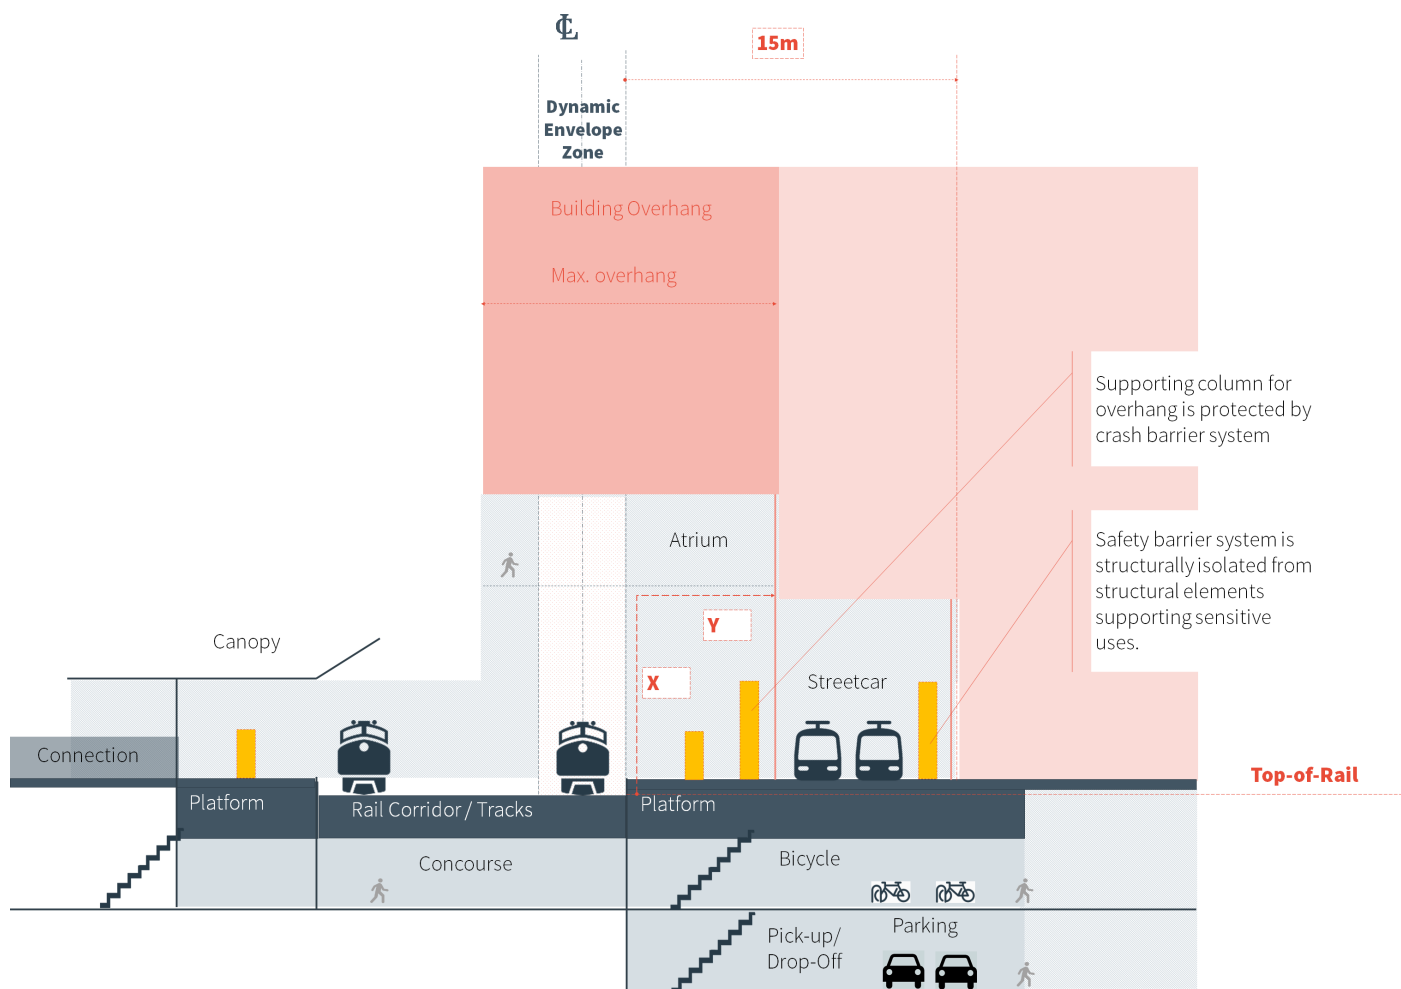 ℄
15m
Dynamic
Envelope
Zone
Building Overhang
Max. overhang
Supporting column for
overhang is protected by
crash barrier system
Atrium
Safety barrier system is
structurally isolated from
structural elements
supporting sensitive
uses.
Y
Canopy
X
Streetcar
Connection
Top-of-Rail
Platform
Rail Corridor / Tracks
Platform
Concourse
Bicycle
Parking
Pick-up/
Drop-Off